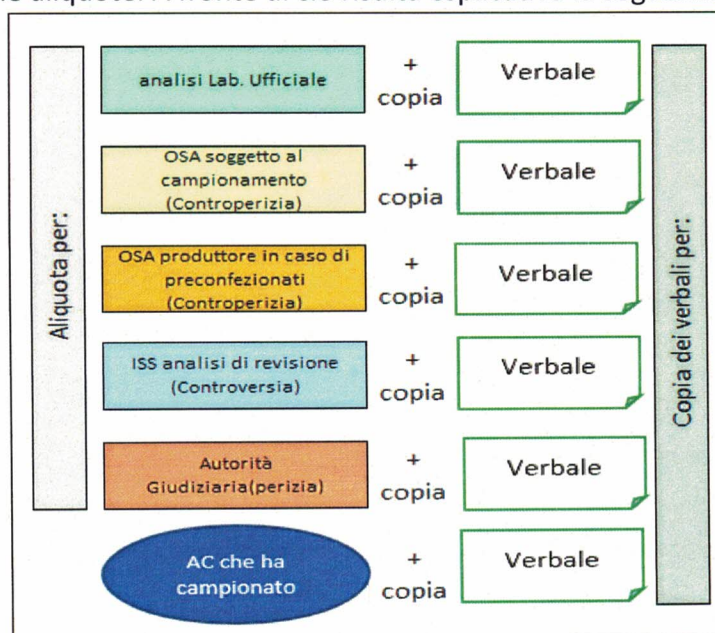 Aliquota per:
analisi Lab. Ufficiale
+
copia
Verbale
OSA soggetto al
campionamento
(Controperizia)
+
copia
Verbale
OSA produttore in caso di
preconfezionati
(Controperizia)
+
copia
Verbale
ISS analisi di revisione
(Controversia)
+
copia
Verbale
Autorità
Giudiziaria(perizia)
+
copia
Verbale
AC che ha
campionato
+
copia
Verbale
Copia dei verbali per: